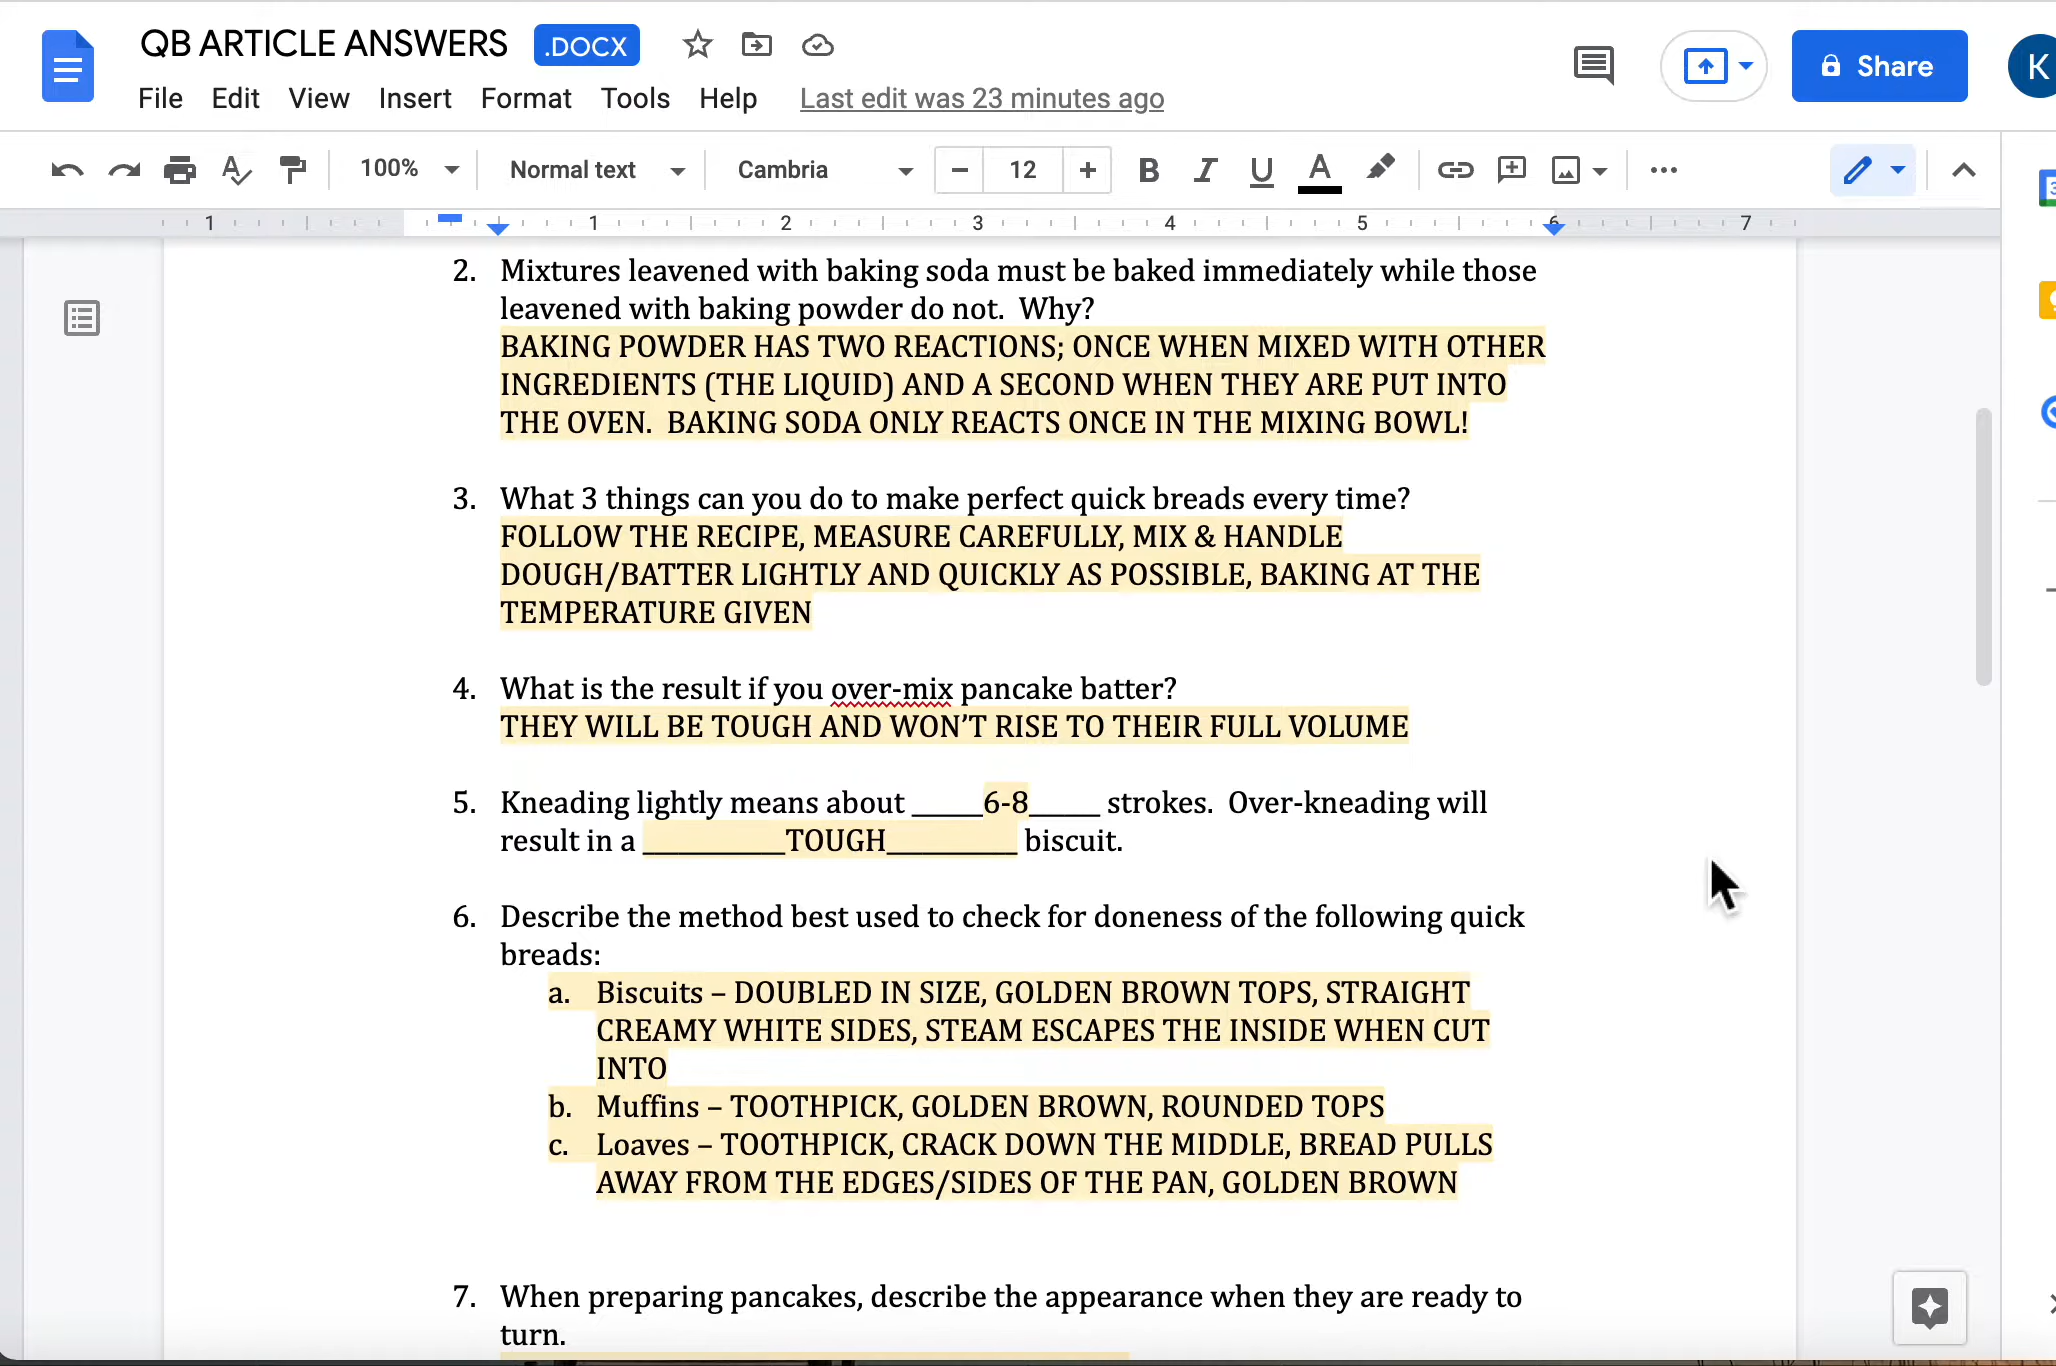 QB ARTICLE ANSWERS .DOCX
File Edit View Insert Format Tools Help Last edit was 23 minutes ago
Share
K
100% Normal text Cambria 12 B I U A
1 1 2 3 4 5 6 7
2. Mixtures leavened with baking soda must be baked immediately while those
leavened with baking powder do not. Why?
BAKING POWDER HAS TWO REACTIONS; ONCE WHEN MIXED WITH OTHER
INGREDIENTS (THE LIQUID) AND A SECOND WHEN THEY ARE PUT INTO
THE OVEN. BAKING SODA ONLY REACTS ONCE IN THE MIXING BOWL!
3. What 3 things can you do to make perfect quick breads every time?
FOLLOW THE RECIPE, MEASURE CAREFULLY, MIX & HANDLE
DOUGH/BATTER LIGHTLY AND QUICKLY AS POSSIBLE, BAKING AT THE
TEMPERATURE GIVEN
4. What is the result if you over-mix pancake batter?
THEY WILL BE TOUGH AND WON’T RISE TO THEIR FULL VOLUME
5. Kneading lightly means about _____6-8_____ strokes. Over-kneading will
result in a __________TOUGH_________ biscuit.
6. Describe the method best used to check for doneness of the following quick
breads:
a. Biscuits – DOUBLED IN SIZE, GOLDEN BROWN TOPS, STRAIGHT
CREAMY WHITE SIDES, STEAM ESCAPES THE INSIDE WHEN CUT
INTO
b. Muffins – TOOTHPICK, GOLDEN BROWN, ROUNDED TOPS
c. Loaves – TOOTHPICK, CRACK DOWN THE MIDDLE, BREAD PULLS
AWAY FROM THE EDGES/SIDES OF THE PAN, GOLDEN BROWN
7. When preparing pancakes, describe the appearance when they are ready to
turn.